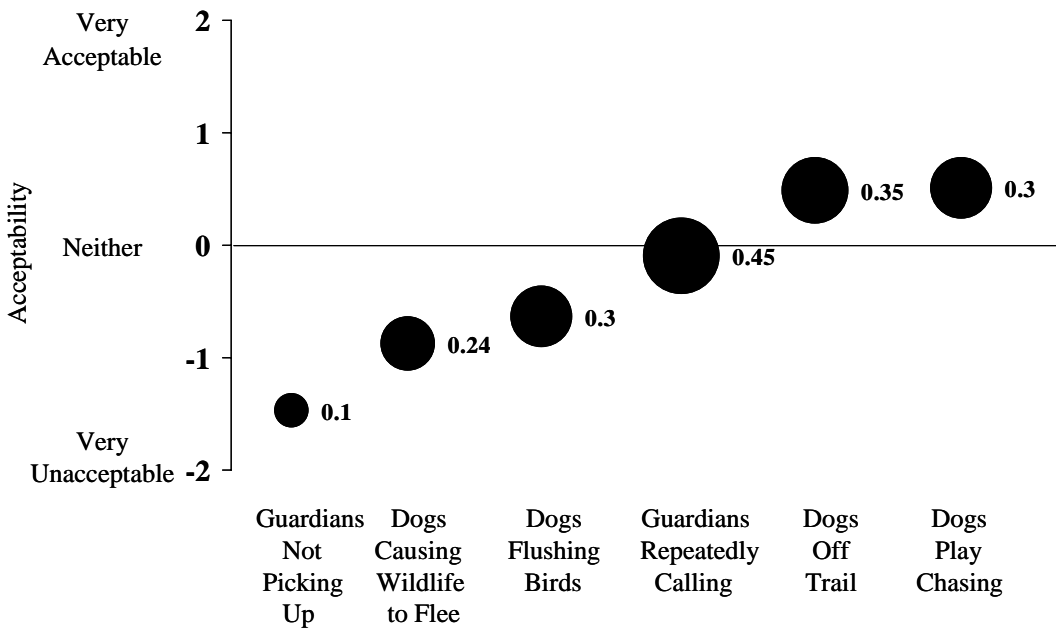 Very
Acceptable
2
1
Acceptability
Neither
0
-1
Very
Unacceptable
-2
0.1
0.24
0.3
0.45
0.35
0.3
Guardians
Not
Picking
Up
Dogs
Causing
Wildlife
to Flee
Dogs
Flushing
Birds
Guardians
Repeatedly
Calling
Dogs
Off
Trail
Dogs
Play
Chasing